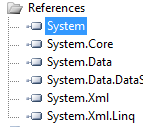 References
System
System.Core
System.Data
System.Data.DataS
System.Xml
System.Xml.Linq